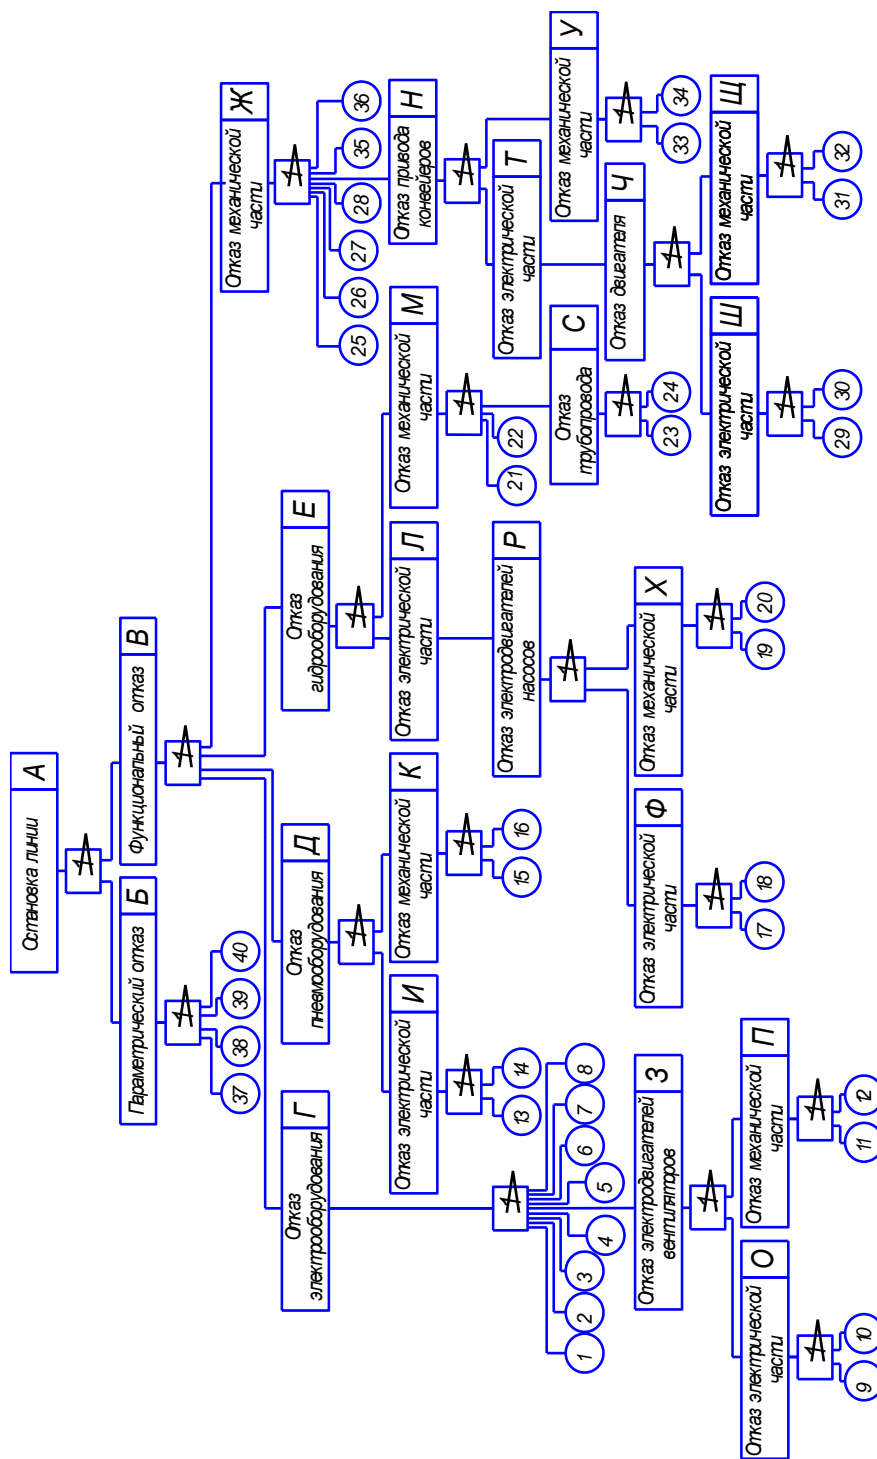 Остановка линии
А
Параметрический отказ
Б
Функциональный отказ
В
37
38
39
40
Отказ
электрооборудования
Г
Отказ
пневмооборудования
Д
Отказ
гидрооборудования
Е
Отказ механической
части
Ж
25
26
27
28
35
36
Отказ электрической
части
И
Отказ механической
части
К
Отказ электрической
части
Л
Отказ механической
части
М
Отказ привода
конвейеров
Н
13
14
15
16
21
22
1
2
3
4
5
6
7
8
Отказ электродвигателей
насосов
Р
Отказ
трубопровода
С
Отказ электрической
части
Т
Отказ механической
части
У
23
24
33
34
Отказ электродвигателей
вентиляторов
З
Отказ электрической
части
Ф
Отказ механической
части
Х
Отказ двигателя
Ч
17
18
19
20
Отказ электрической
части
О
Отказ механической
части
П
Отказ электрической
части
Ш
Отказ механической
части
Щ
9
10
11
12
29
30
31
32